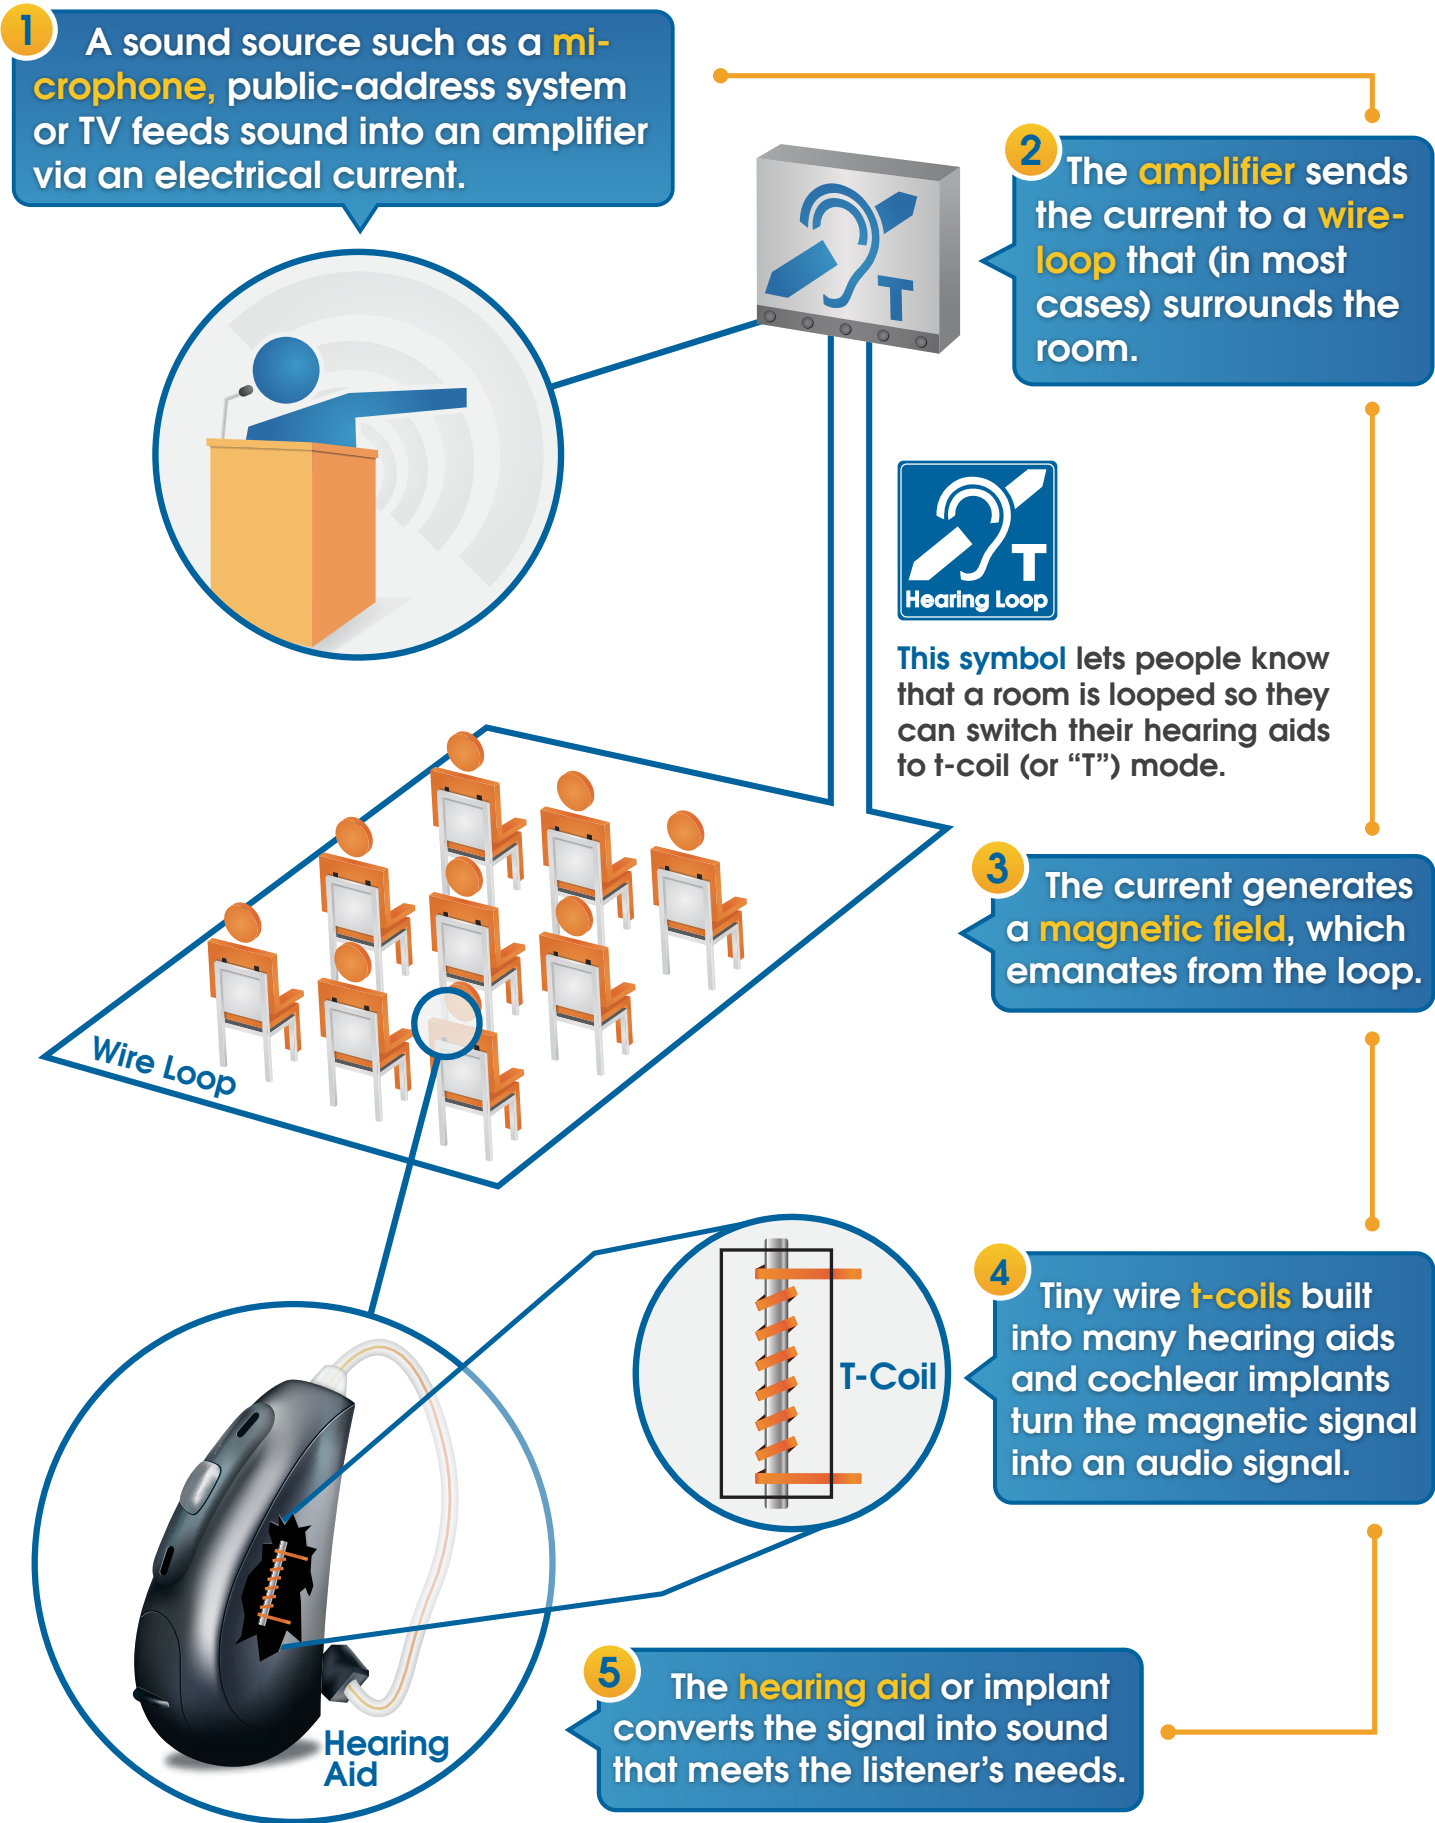 1
A sound source such as a mi-
crophone, public-address system
or TV feeds sound into an amplifier
via an electrical current.
T
2
The amplifier sends
the current to a wire-
loop that (in most
cases) surrounds the
room.
T
Hearing Loop
This symbol lets people know
that a room is looped so they
can switch their hearing aids
to t-coil (or “T”) mode.
3
The current generates
a magnetic field, which
emanates from the loop.
Wire Loop
4
Tiny wire t-coils built
into many hearing aids
and cochlear implants
turn the magnetic signal
into an audio signal.
T-Coil
5
The hearing aid or implant
converts the signal into sound
that meets the listener’s needs.
Hearing
Aid